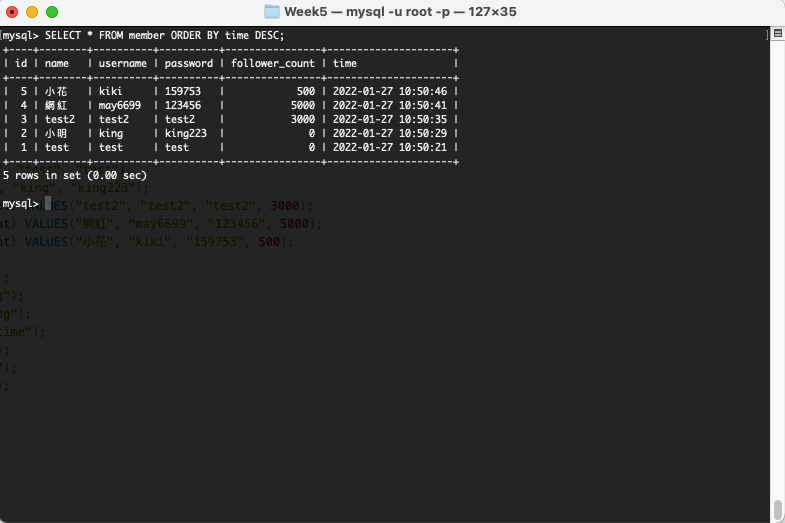 Week5 — mysql -u root -p — 127×35
[mysql> SELECT * FROM member ORDER BY time DESC; ]
+----+-------+----------+----------+----------------+---------------------+
| id | name | username | password | follower_count | time |
+----+-------+----------+----------+----------------+---------------------+
| 5 | 小花 | kiki | 159753 | 500 | 2022-01-27 10:50:46 |
| 4 | 網紅 | may6699 | 123456 | 5000 | 2022-01-27 10:50:41 |
| 3 | test2 | test2 | test2 | 3000 | 2022-01-27 10:50:35 |
| 2 | 小明 | king | king223 | 0 | 2022-01-27 10:50:29 |
| 1 | test | test | test | 0 | 2022-01-27 10:50:21 |
+----+-------+----------+----------+----------------+---------------------+
5 rows in set (0.00 sec)
, "king", "king223");
mysql>
VALUES("test2", "test2", "test2", 3000);
nt) VALUES("網紅", "may6699", "123456", 5000);
nt) VALUES("小花", "kiki", "159753", 500);
);
g");
ng");
time");
);
");
);